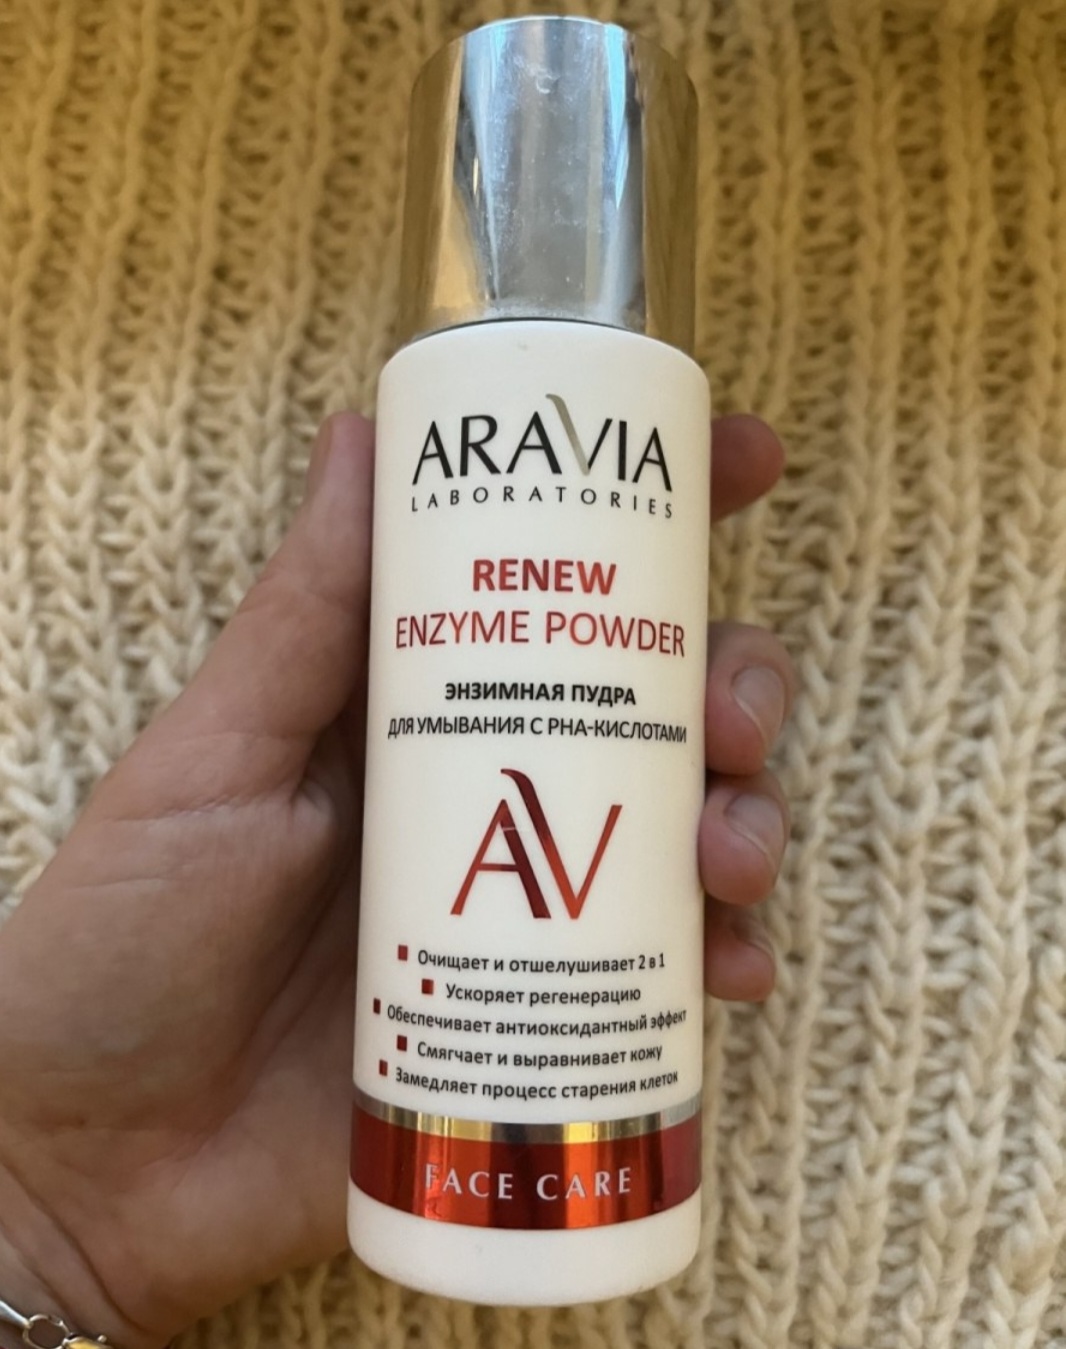 ARAVIA
LABORATORIES
RENEW
ENZYME POWDER
ЭНЗИМНАЯ ПУДРА
ДЛЯ УМЫВАНИЯ С PHA-КИСЛОТАМИ
AV
Очищает и отшелушивает 2 в 1
Ускоряет регенерацию
Обеспечивает антиоксидантный эффект
Смягчает и выравнивает кожу
Замедляет процесс старения клеток
FACE CARE